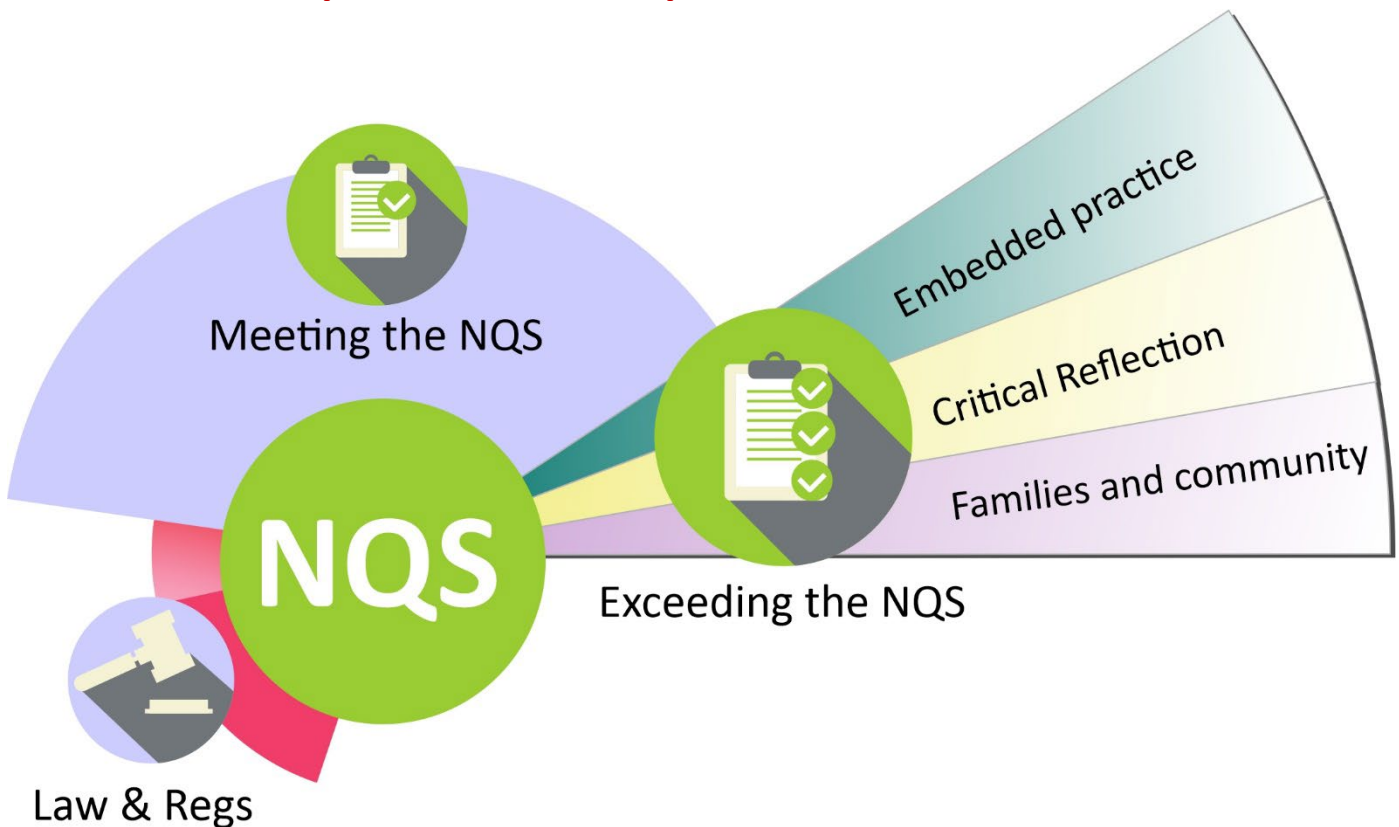 Meeting the NQS
Embedded practice
Critical Reflection
Families and community
NQS
Exceeding the NQS
Law & Regs